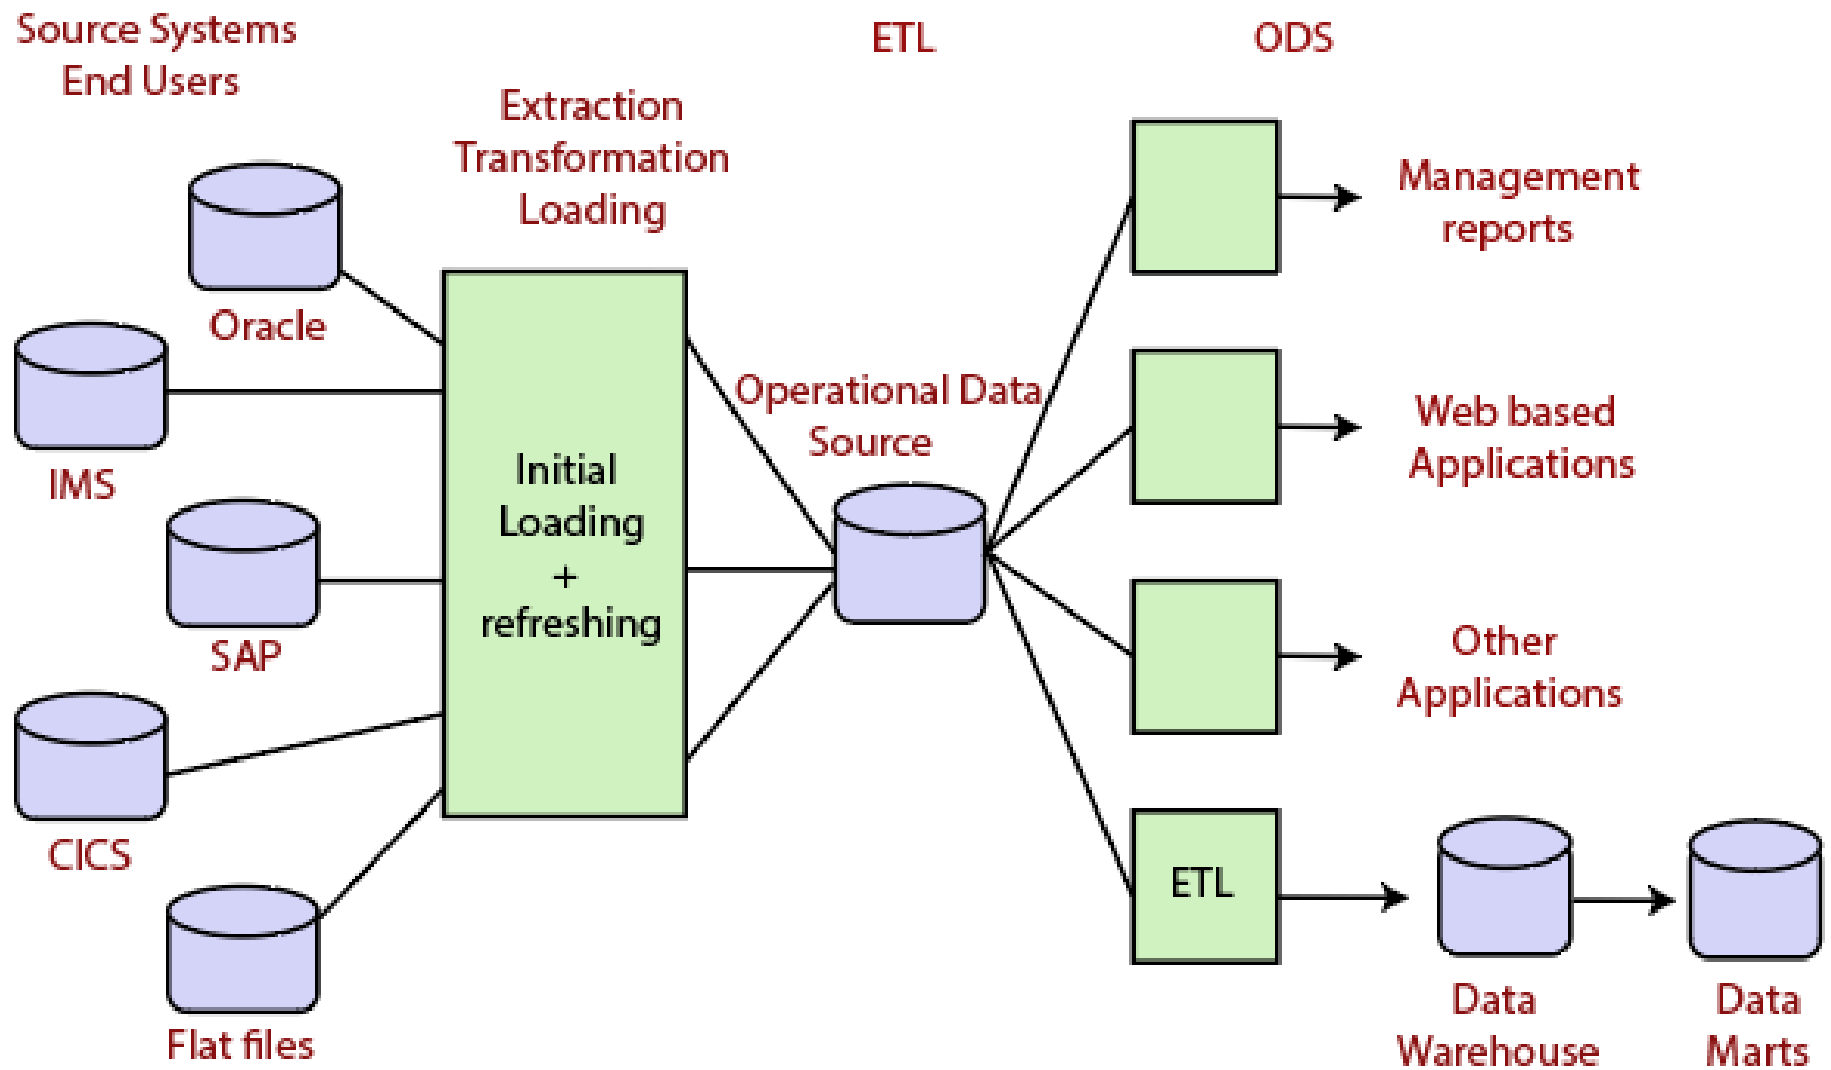 Source Systems
End Users
ETL
ODS
Extraction
Transformation
Loading
Management
reports
Oracle
Operational Data
Source
Web based
Applications
IMS
Initial
Loading
+
refreshing
SAP
Other
Applications
CICS
ETL
Flat files
Data
Warehouse
Data
Marts